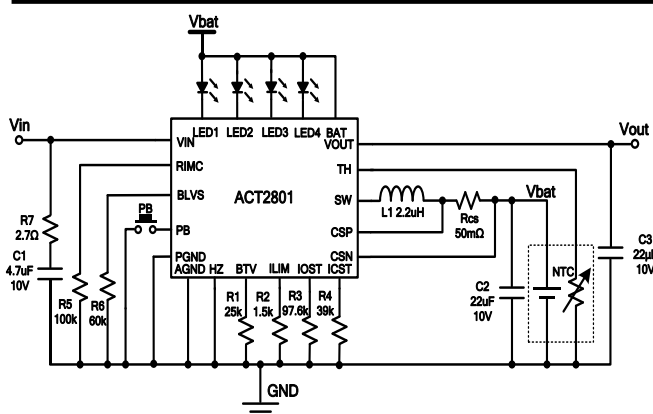 Vbat
LED1 LED2 LED3 LED4 BAT
Vin
VIN
VOUT
Vout
RIMC
TH
BLVS
ACT2801
SW
L1 2.2uH
Rcs
50mΩ
Vbat
R7
2.7Ω
PB
PB
CSP
C1
4.7uF
10V
PGND
CSN
AGND HZ BTV ILIM IOST ICST
NTC
C3
22µF
10V
R5
100k
R6
60k
R1
25k
R2
1.5k
R3
97.6k
R4
39k
C2
22uF
10V
GND